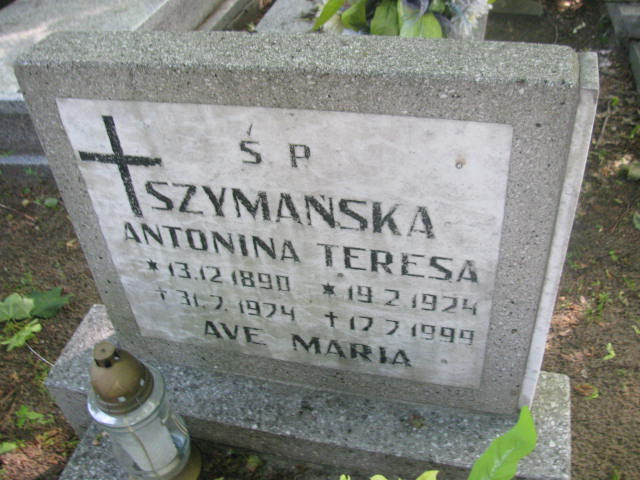 Ś P
SZYMAŃSKA
ANTONINA TERESA
* 13.12 1890 * 19.2 1924
† 31.7. 1974 † 17 7 1999
AVE MARIA